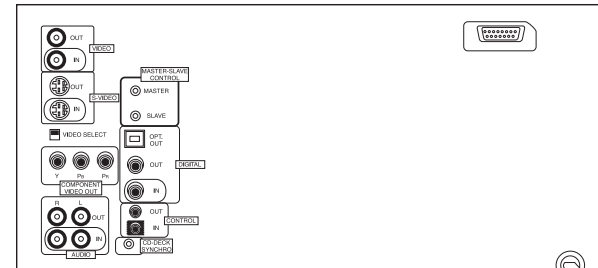 OUT
VIDEO
IN
OUT
S-VIDEO
IN
MASTER-SLAVE
CONTROL
MASTER
SLAVE
VIDEO SELECT
OPT.
OUT
OUT
DIGITAL
IN
Y PB PR
COMPONENT
VIDEO OUT
R L
OUT
IN
AUDIO
OUT
CONTROL
IN
CD-DECK
SYNCHRO